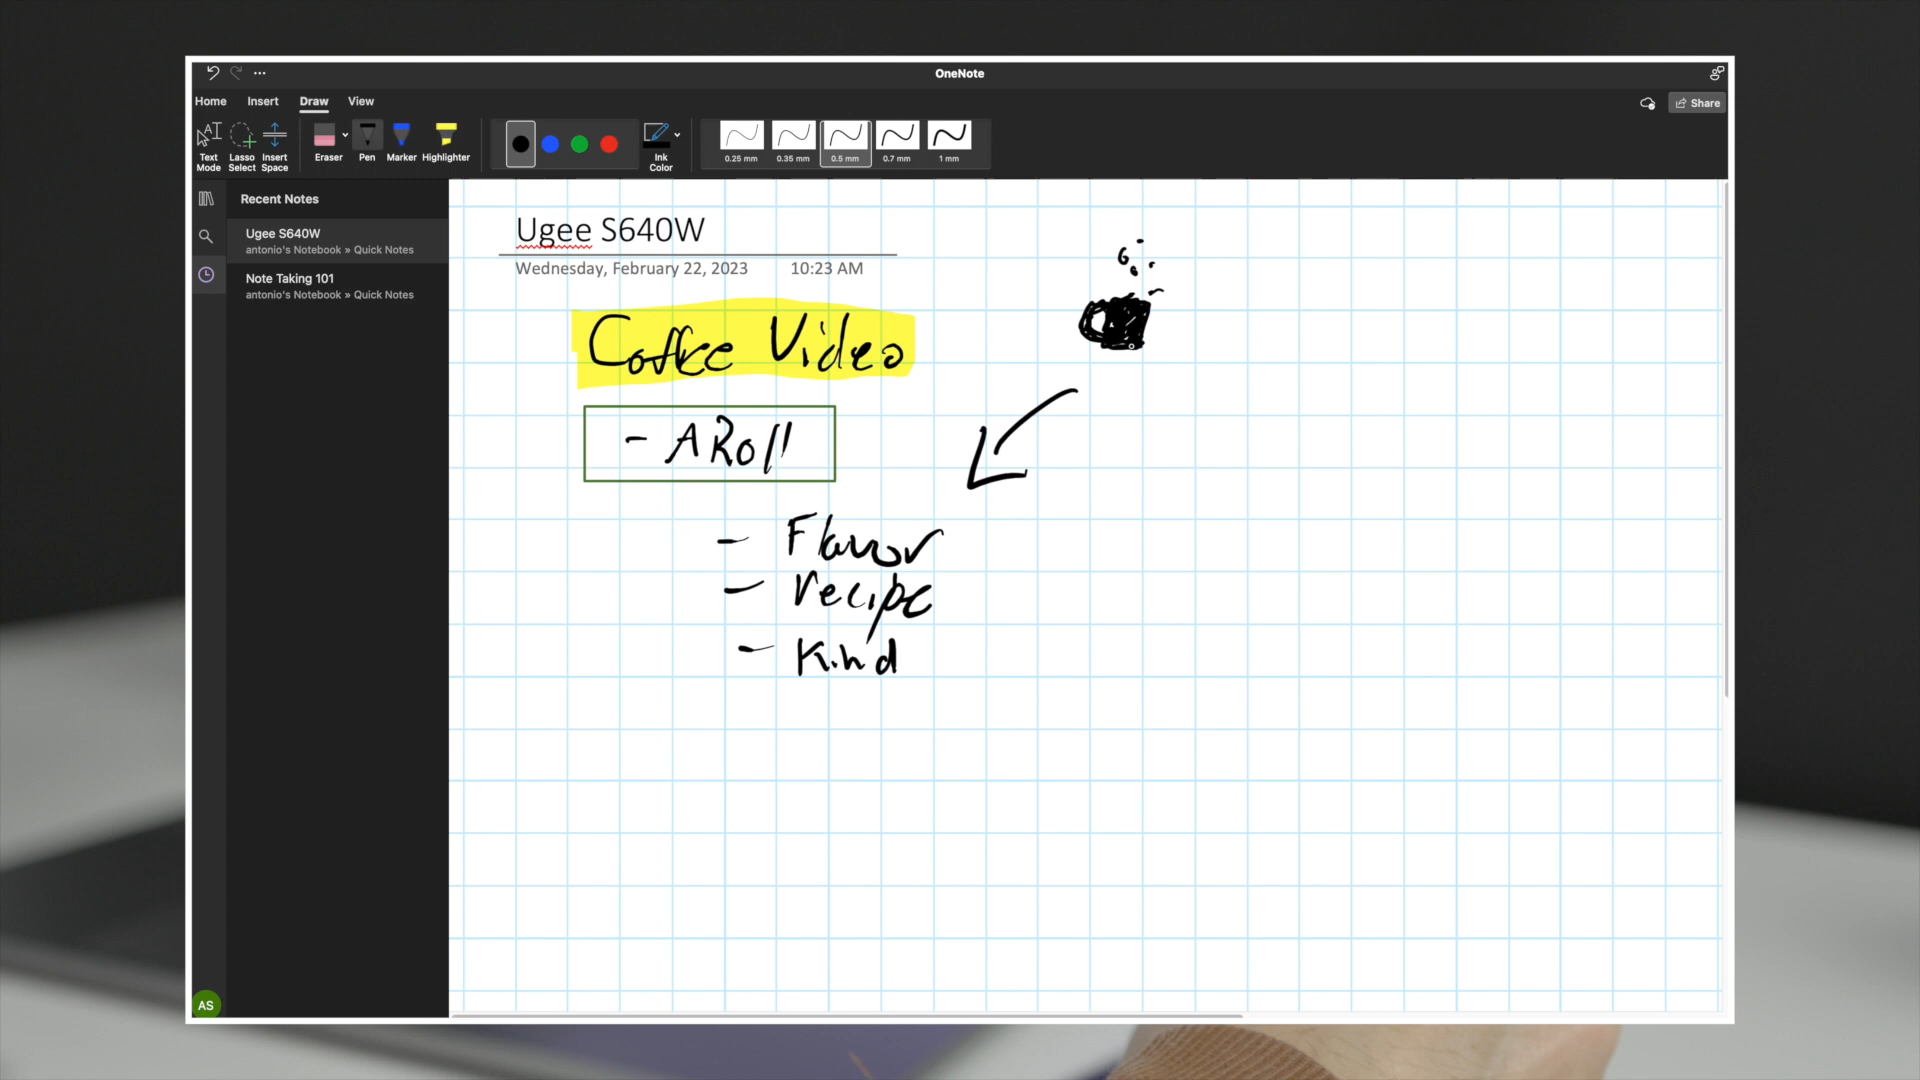 OneNote
Home Insert Draw View
Share
Text Mode
Lasso Select
Insert Space
Eraser
Pen
Marker
Highlighter
Ink Color
0.25 mm
0.35 mm
0.5 mm
0.7 mm
1 mm
Recent Notes
Ugee S640W
antonio's Notebook » Quick Notes
Note Taking 101
antonio's Notebook » Quick Notes
AS
Ugee S640W
Wednesday, February 22, 2023 10:23 AM
Coffee Video
- A Roll
- Flavor
- recipe
- Kind